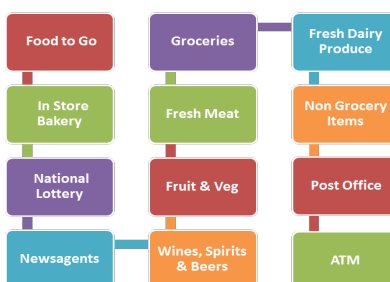 Food to Go
In Store
Bakery
National
Lottery
Newsagents
Wines, Spirits
& Beers
Fruit & Veg
Fresh Meat
Groceries
Fresh Dairy
Produce
Non Grocery
Items
Post Office
ATM